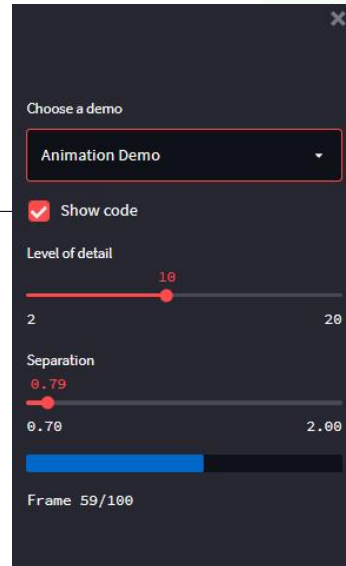 Choose a demo
Animation Demo
Show code
Level of detail
10
2 20
Separation
0.79
0.70 2.00
Frame 59/100